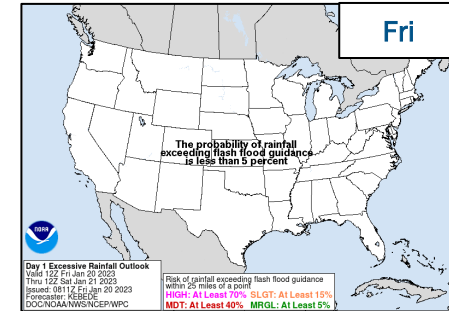 Fri
The probability of rainfall
exceeding flash flood guidance
is less than 5 percent
NOAA
Day 1 Excessive Rainfall Outlook
Valid 12Z Fri Jan 20 2023
Thru 12Z Sat Jan 21 2023
Issued: 0811Z Fri Jan 20 2023
Forecaster: KEBEDE
DOC/NOAA/NWS/NCEP/WPC
Risk of rainfall exceeding flash flood guidance
within 25 miles of a point
HIGH: At Least 70% SLGT: At Least 15%
MDT: At Least 40% MRGL: At Least 5%